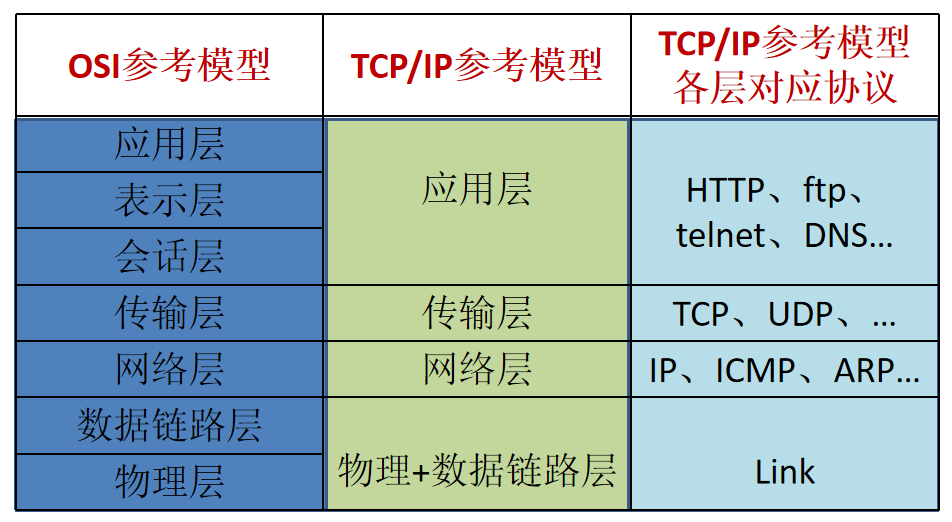 OSI参考模型
TCP/IP参考模型
TCP/IP参考模型
各层对应协议
应用层
表示层
会话层
应用层
HTTP、ftp、
telnet、DNS…
传输层
传输层
TCP、UDP、…
网络层
网络层
IP、ICMP、ARP…
数据链路层
物理层
物理+数据链路层
Link